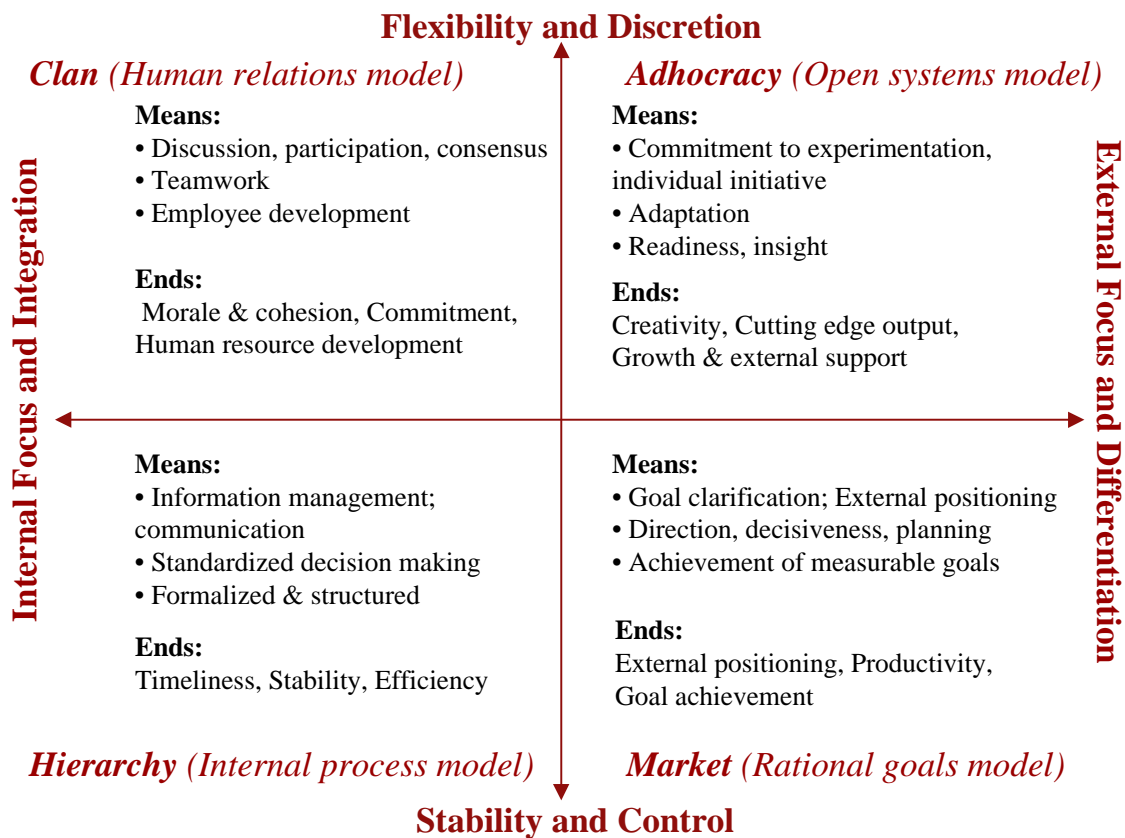 Flexibility and Discretion
Clan (Human relations model)
Means:
• Discussion, participation, consensus
• Teamwork
• Employee development
Ends:
Morale & cohesion, Commitment,
Human resource development
Adhocracy (Open systems model)
Means:
• Commitment to experimentation,
individual initiative
• Adaptation
• Readiness, insight
Ends:
Creativity, Cutting edge output,
Growth & external support
Internal Focus and Integration
External Focus and Differentiation
Means:
• Information management;
communication
• Standardized decision making
• Formalized & structured
Ends:
Timeliness, Stability, Efficiency
Hierarchy (Internal process model)
Means:
• Goal clarification; External positioning
• Direction, decisiveness, planning
• Achievement of measurable goals
Ends:
External positioning, Productivity,
Goal achievement
Market (Rational goals model)
Stability and Control